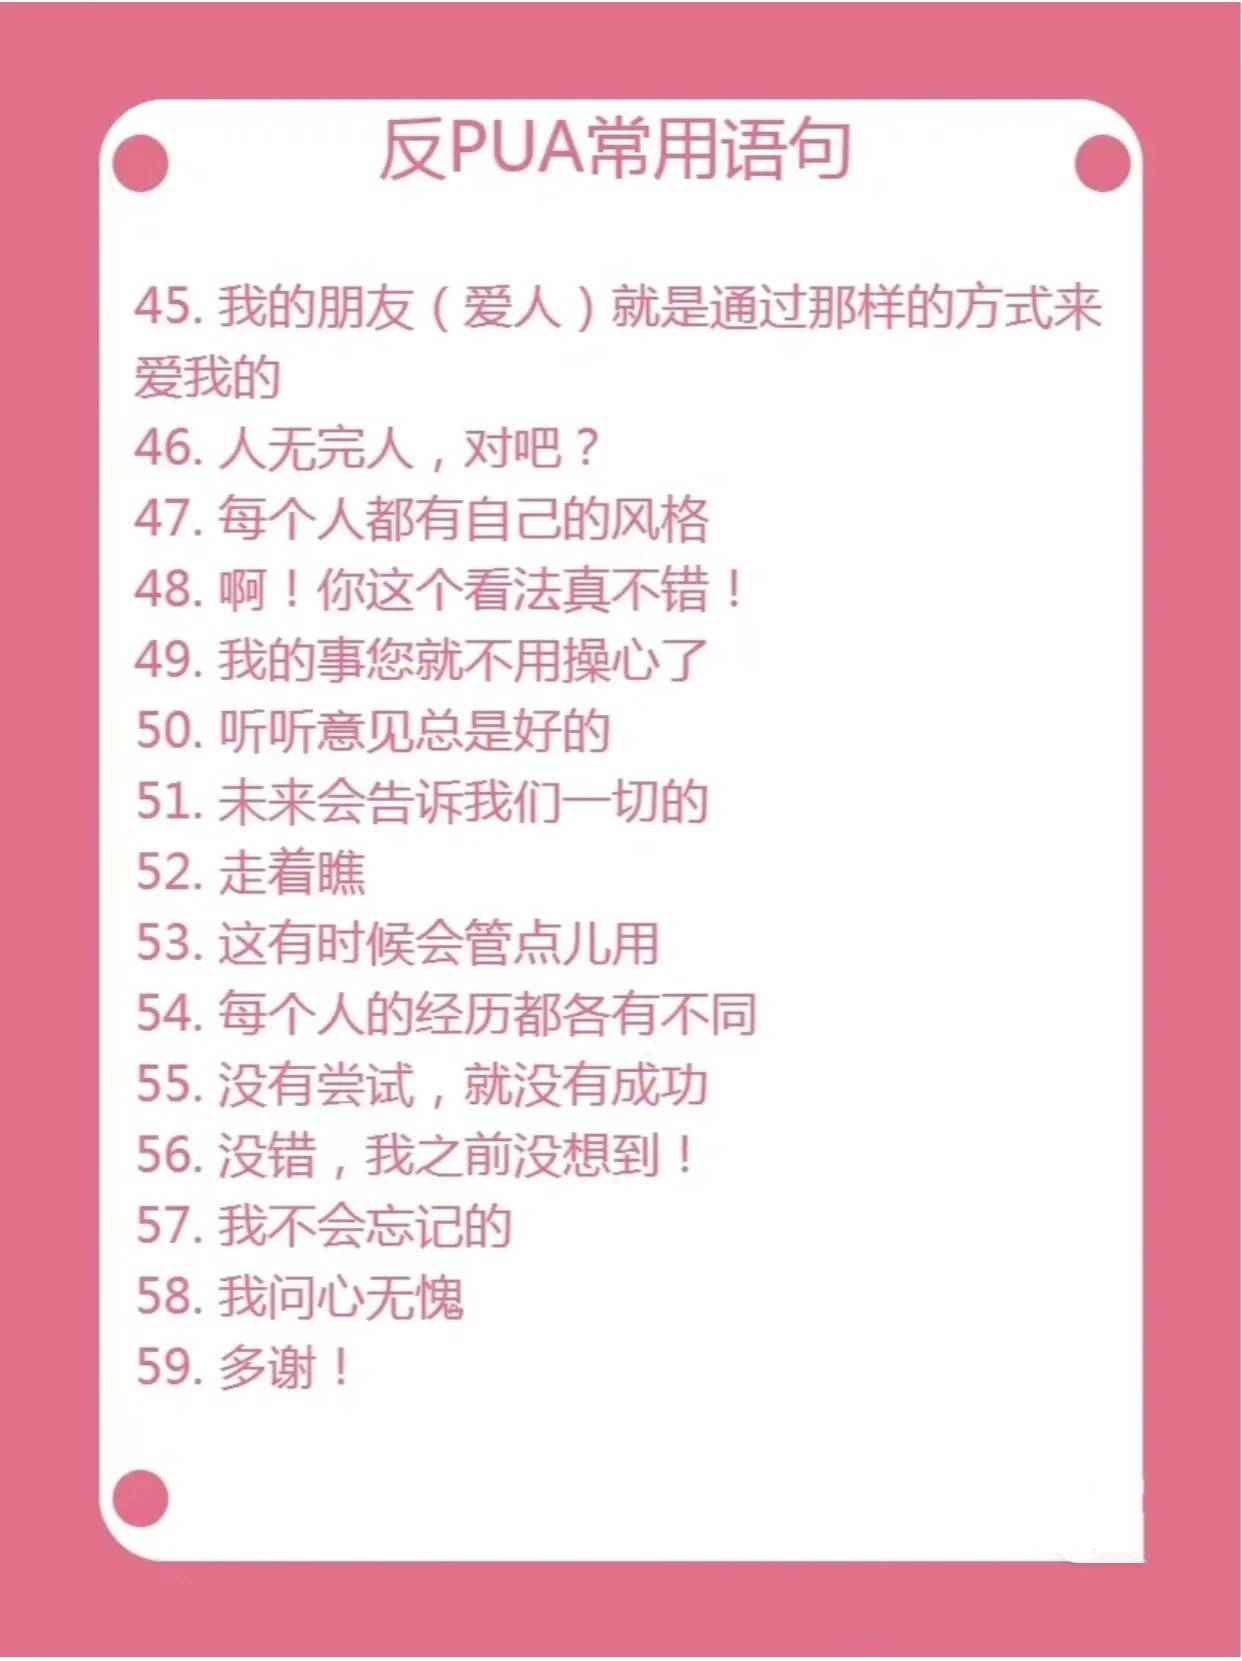 反PUA常用语句
45. 我的朋友（爱人）就是通过那样的方式来
爱我的
46. 人无完人，对吧？
47. 每个人都有自己的风格
48. 啊！你这个看法真不错！
49. 我的事您就不用操心了
50. 听听意见总是好的
51. 未来会告诉我们一切的
52. 走着瞧
53. 这有时候会管点儿用
54. 每个人的经历都各有不同
55. 没有尝试，就没有成功
56. 没错，我之前没想到！
57. 我不会忘记的
58. 我问心无愧
59. 多谢！